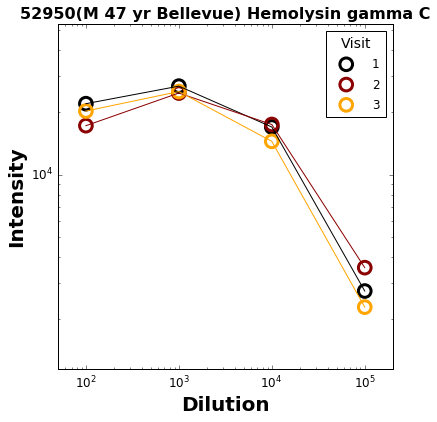 52950(M 47 yr Bellevue) Hemolysin gamma C
Visit
1
2
3
Intensity
10^4
10^2 10^3 10^4 10^5
Dilution